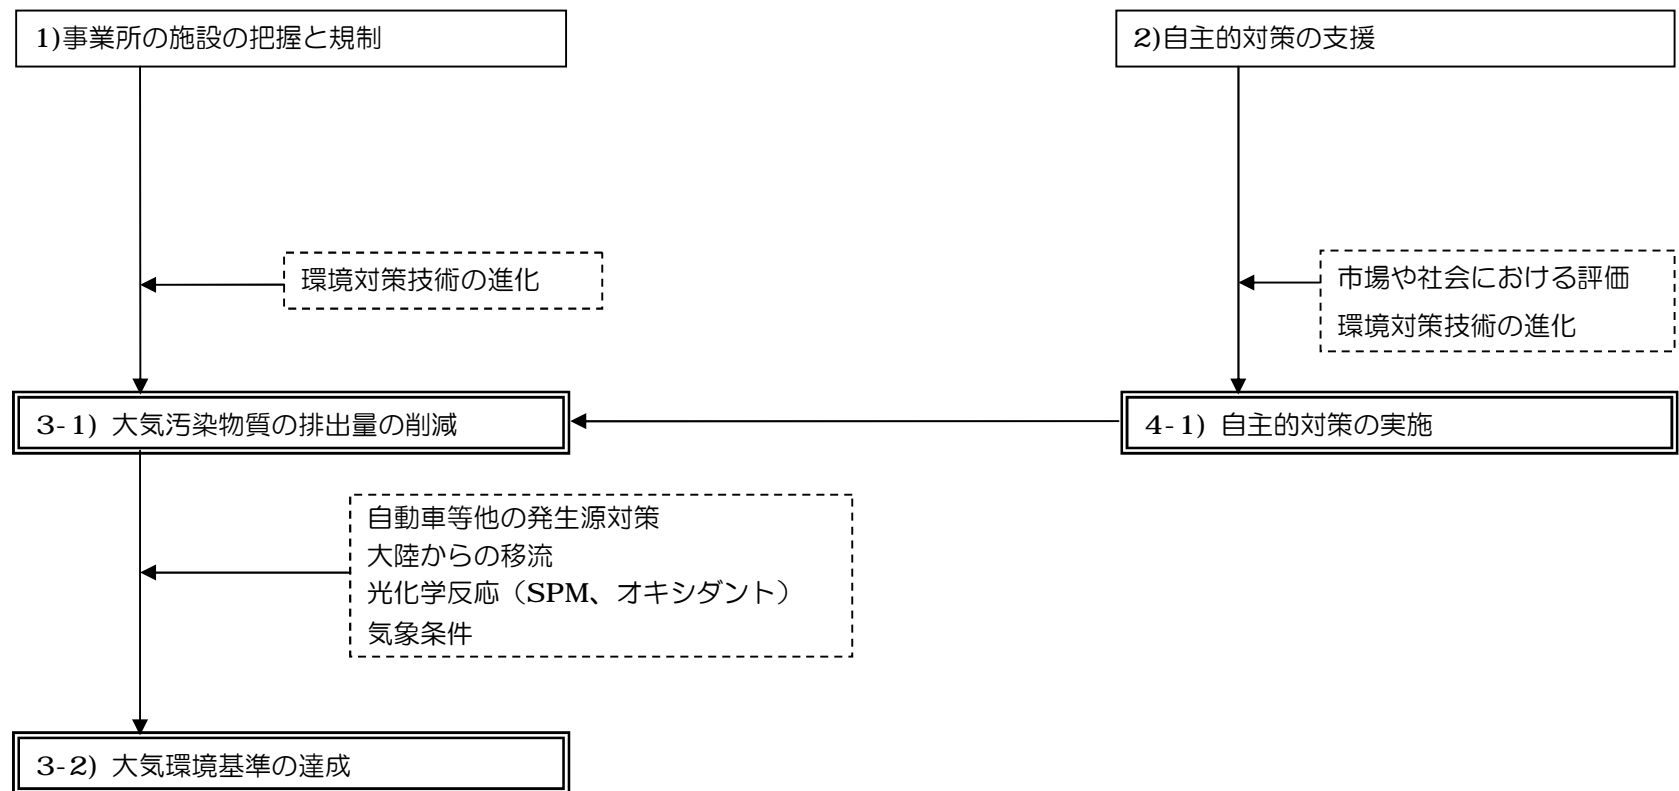 1)事業所の施設の把握と規制
2)自主的対策の支援
環境対策技術の進化
市場や社会における評価
環境対策技術の進化
3-1) 大気汚染物質の排出量の削減
4-1) 自主的対策の実施
自動車等他の発生源対策
大陸からの移流
光化学反応（SPM、オキシダント）
気象条件
3-2) 大気環境基準の達成